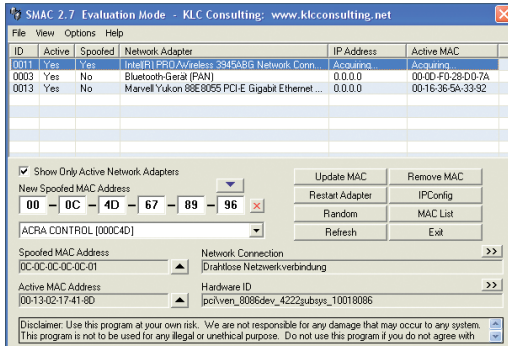 SMAC 2.7 Evaluation Mode - KLC Consulting: www.klcconsulting.net
File View Options Help
ID Active Spoofed Network Adapter IP Address Active MAC
0011 Yes Yes Intel(R) PRO/Wireless 3945ABG Network Conn... Acquiring... Acquiring...
0003 Yes No Bluetooth-Gerät (PAN) 0.0.0.0 00-0D-F0-28-D0-7A
0013 Yes No Marvell Yukon 88E8055 PCI-E Gigabit Ethernet ... 0.0.0.0 00-16-36-5A-33-92
Show Only Active Network Adapters
New Spoofed MAC Address
00 - 0C - 4D - 67 - 89 - 96
ACRA CONTROL [000C4D]
Update MAC Remove MAC
Restart Adapter IPConfig
Random MAC List
Refresh Exit
Spoofed MAC Address
0C-0C-0C-0C-0C-01
Network Connection >>
Drahtlose Netzwerkverbindung
Active MAC Address
00-13-02-17-41-8D
Hardware ID >>
pci\ven_8086dev_4222subsys_10018086
Disclaimer: Use this program at your own risk. We are not responsible for any damage that may occur to any system.
This program is not to be used for any illegal or unethical purpose. Do not use this program if you do not agree with